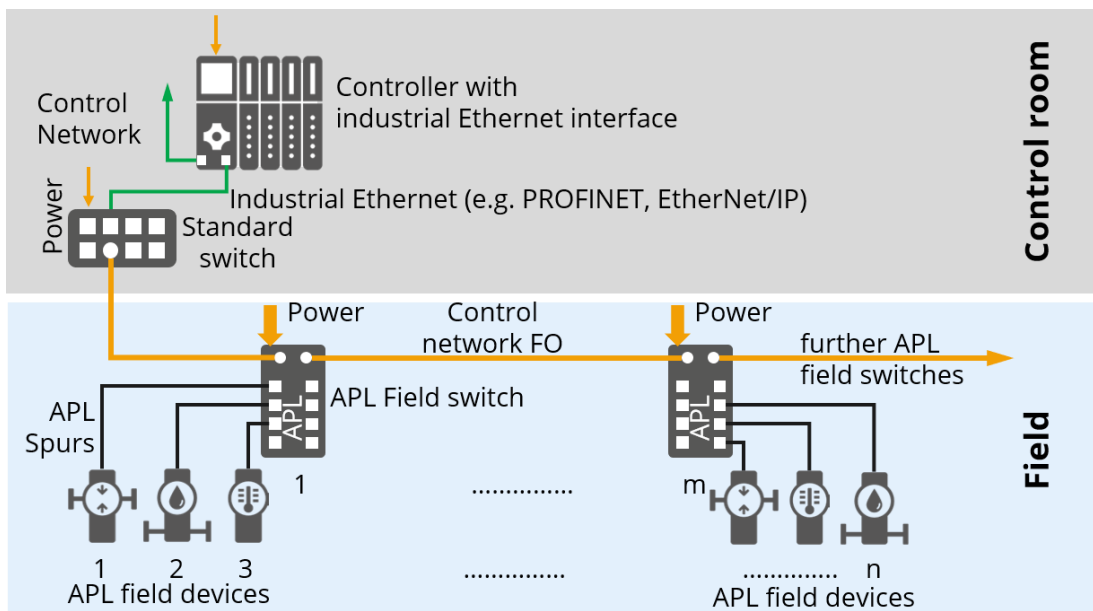 Control
Network
Controller with
industrial Ethernet interface
Control room
Power
Industrial Ethernet (e.g. PROFINET, EtherNet/IP)
Standard
switch
Power
Control
network FO
Power
further APL
field switches
APL Field switch
APL
APL
APL
Spurs
Field
1
...............
m
1
2
3
...............
..............
n
APL field devices
APL field devices